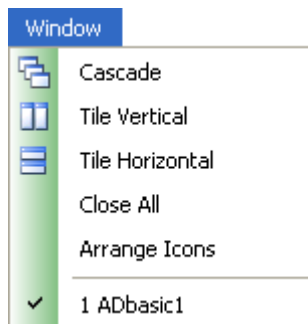 Window
Cascade
Tile Vertical
Tile Horizontal
Close All
Arrange Icons
1 ADbasic1